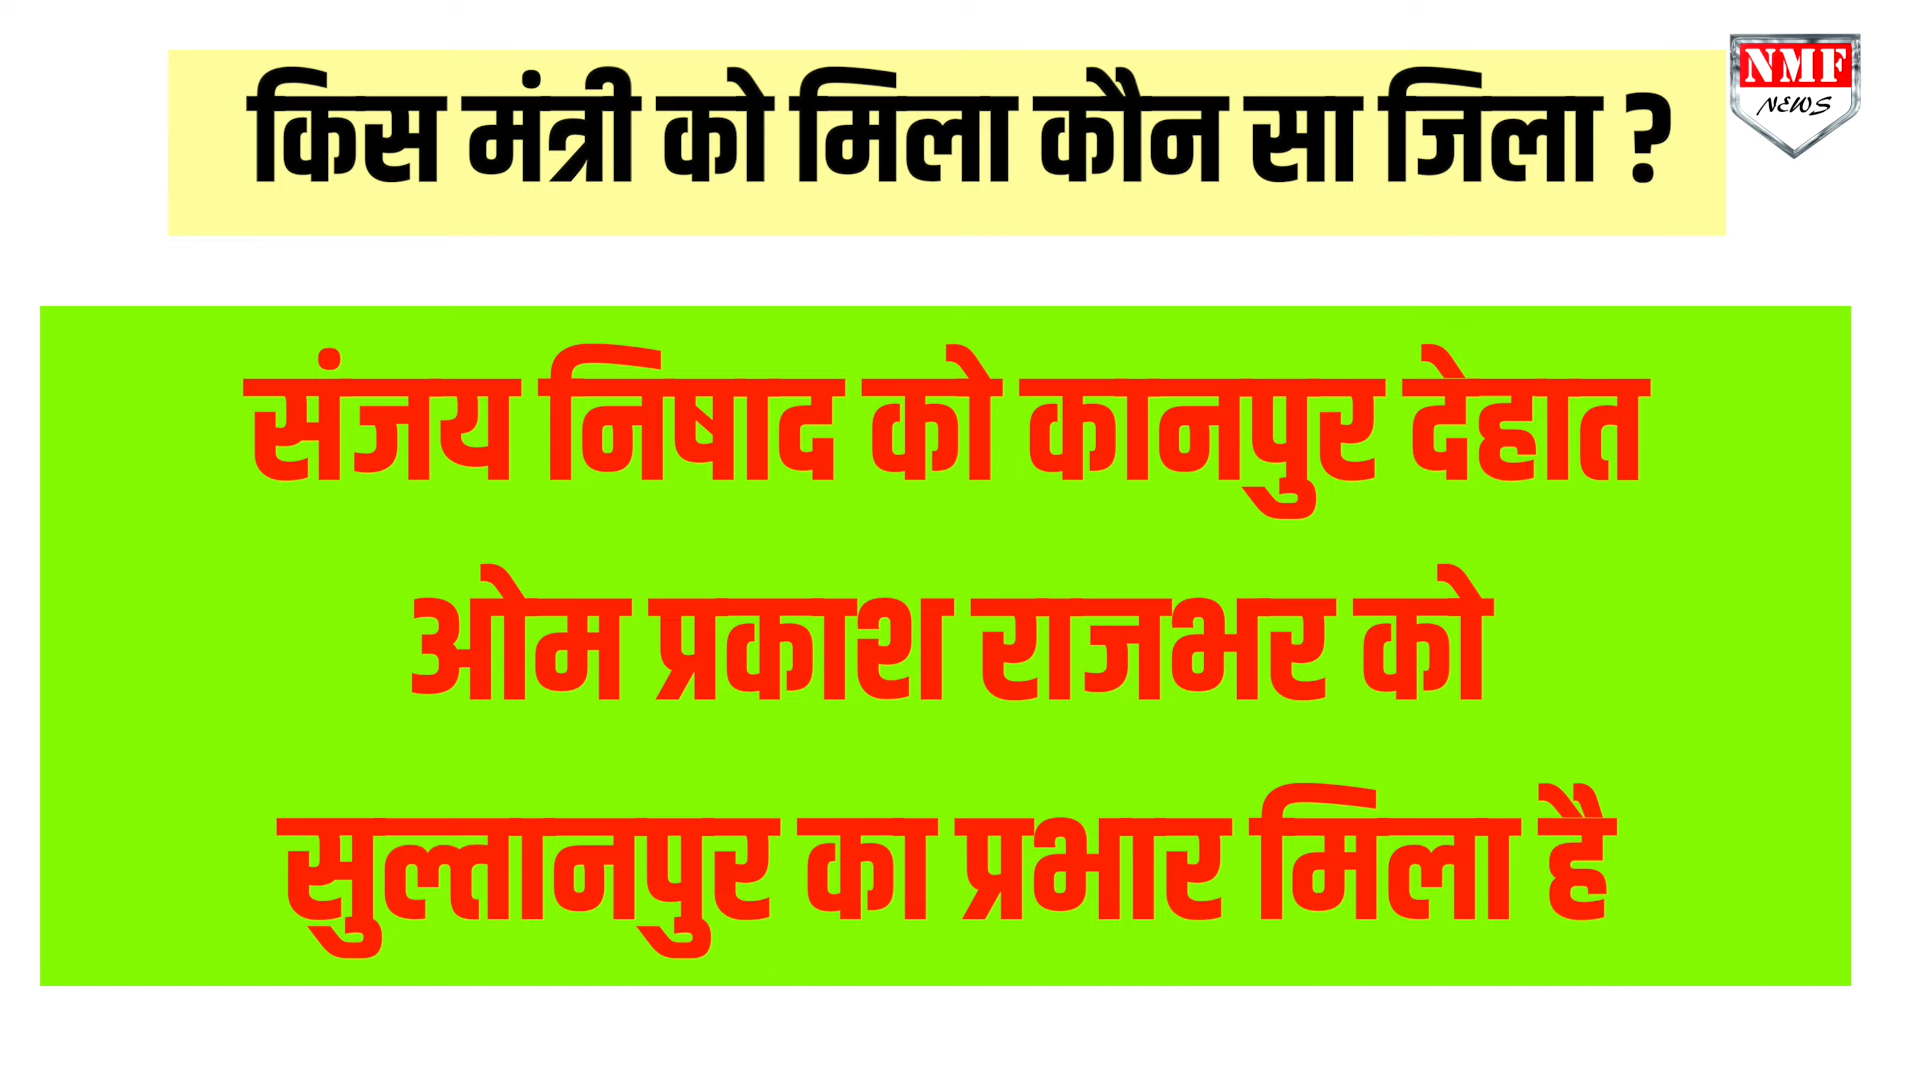 किस मंत्री को मिला कौन सा जिला ?
NMF
NEWS
संजय निषाद को कानपुर देहात
ओम प्रकाश राजभर को
सुल्तानपुर का प्रभार मिला है